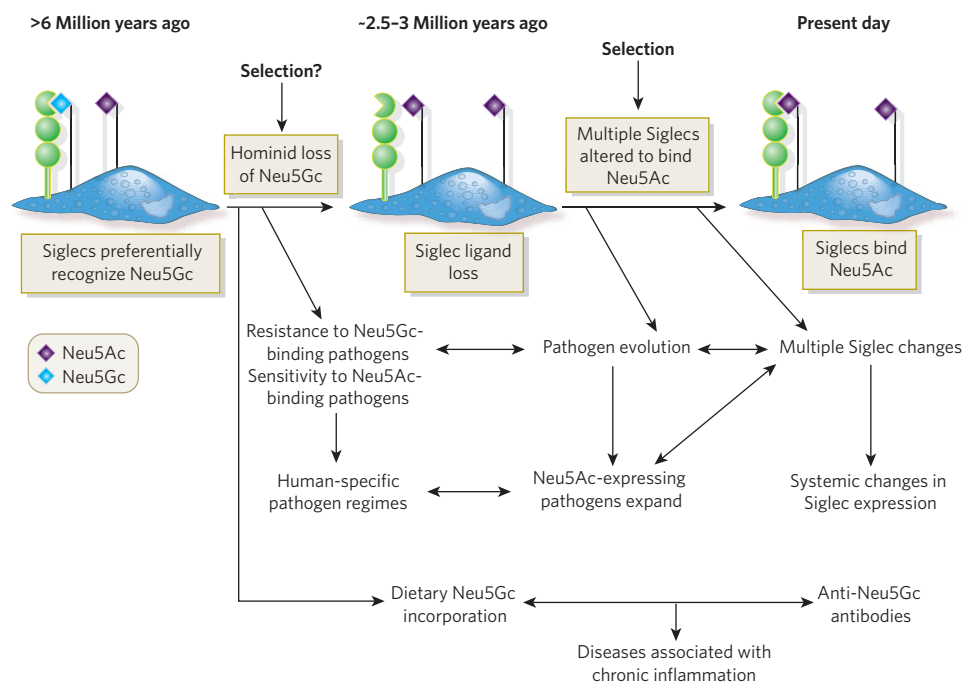 >6 Million years ago
~2.5–3 Million years ago
Present day
Selection?
Selection
Hominid loss
of Neu5Gc
Multiple Siglecs
altered to bind
Neu5Ac
Siglecs preferentially
recognize Neu5Gc
Siglec ligand
loss
Siglecs bind
Neu5Ac
Neu5Ac
Neu5Gc
Resistance to Neu5Gc-
binding pathogens
Sensitivity to Neu5Ac-
binding pathogens
Pathogen evolution
Multiple Siglec changes
Human-specific
pathogen regimes
Neu5Ac-expressing
pathogens expand
Systemic changes in
Siglec expression
Dietary Neu5Gc
incorporation
Anti-Neu5Gc
antibodies
Diseases associated with
chronic inflammation